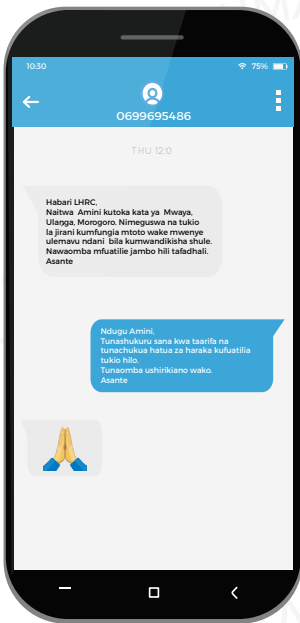 10:30
75%
0699695486
THU 12:0
Habari LHRC,
Naitwa Amini kutoka kata ya Mwaya,
Ulanga, Morogoro. Nimeguswa na tukio
la jirani kumfungia mtoto wake mwenye
ulemavu ndani bila kumwandikisha shule.
Nawaomba mfuatilie jambo hili tafadhali.
Asante
Ndugu Amini,
Tunashukuru sana kwa taarifa na
tunachukua hatua za haraka kufuatilia
tukio hilo.
Tunaomba ushirikiano wako.
Asante